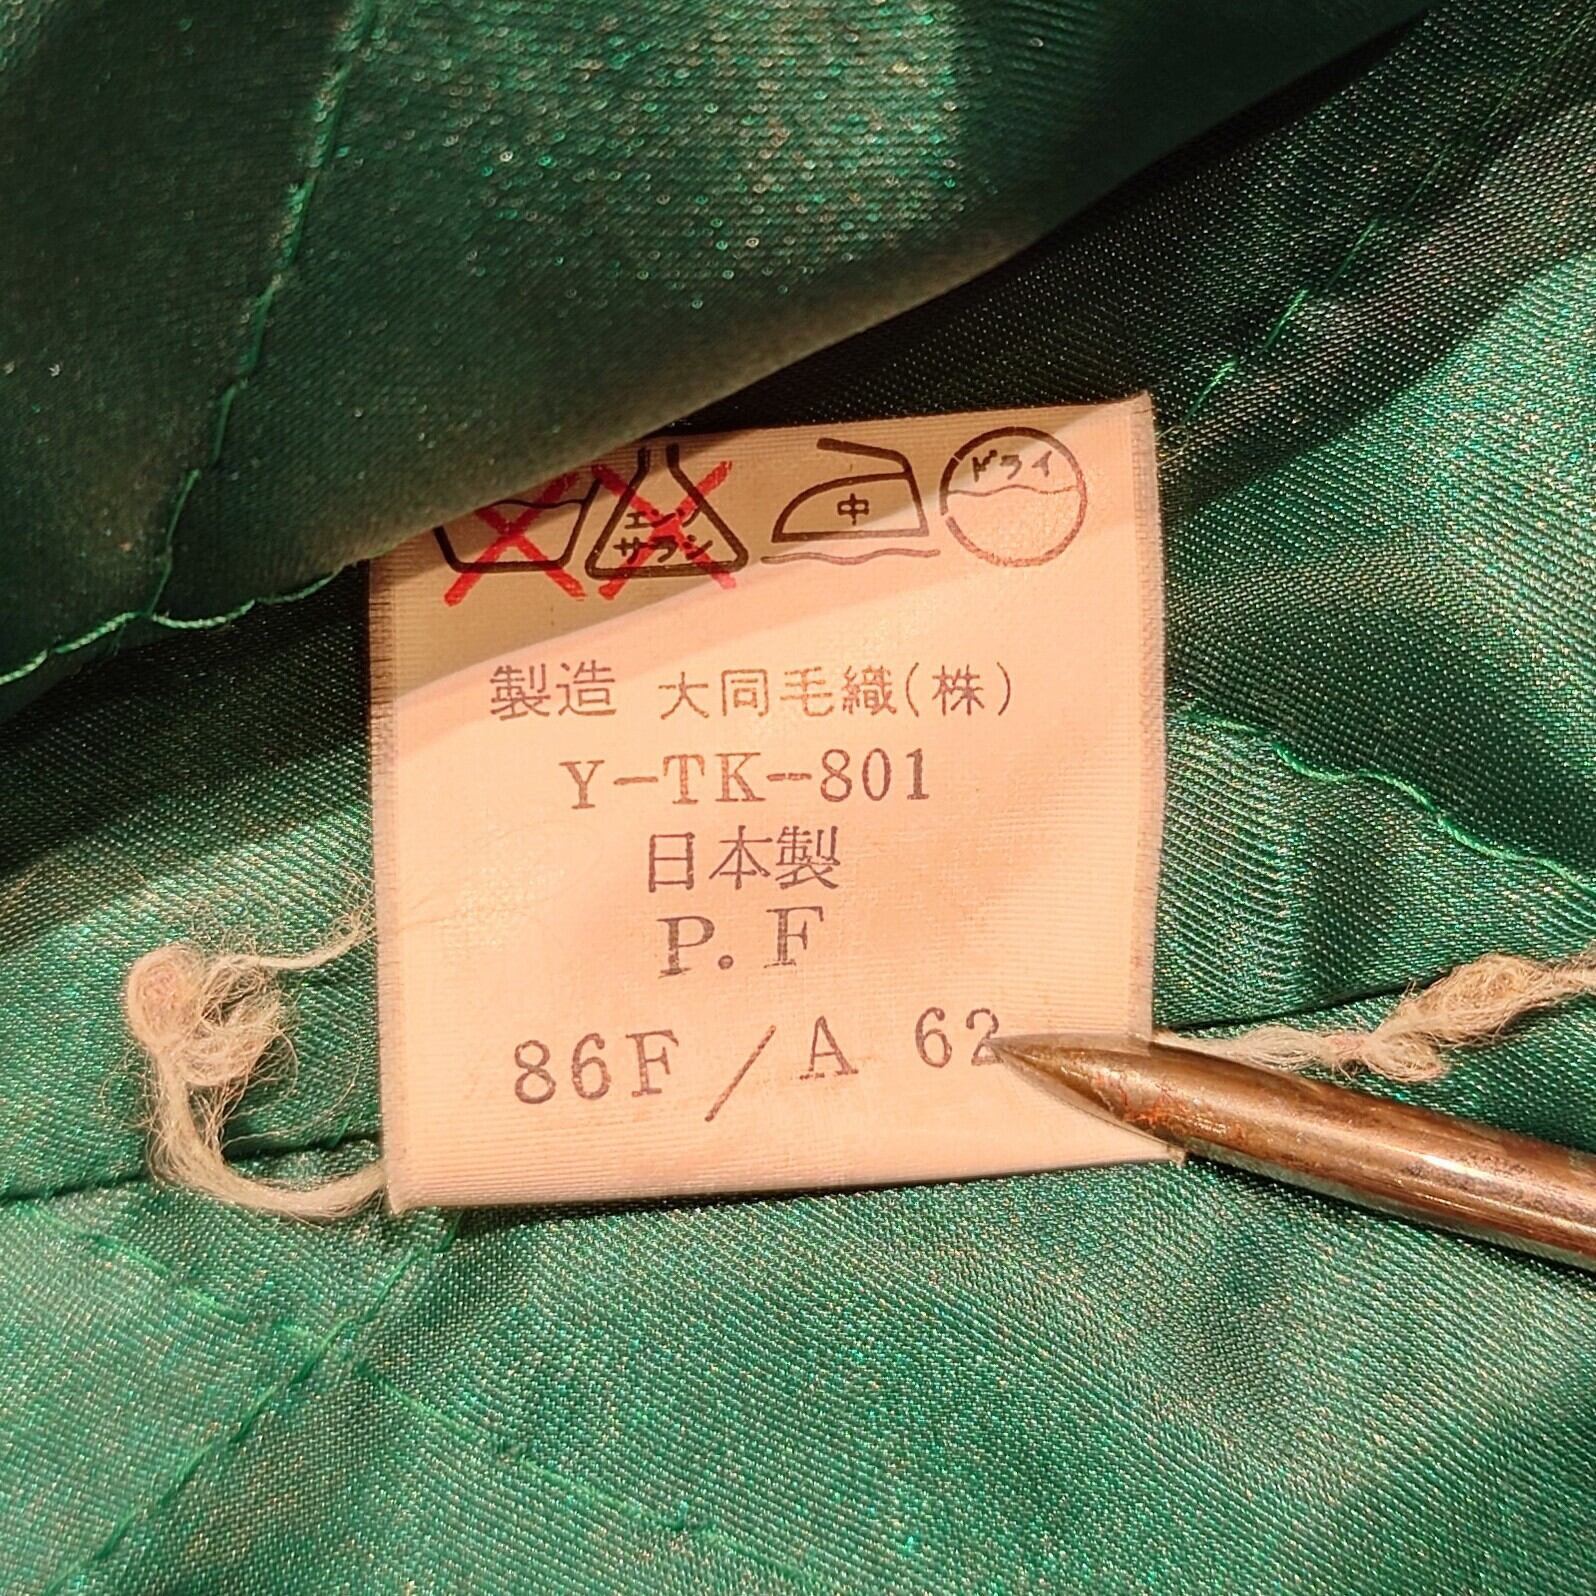 エンソ
サラシ
中
ドライ
製造 大同毛織(株)
Y-TK-801
日本製
P.F
86F/A 62